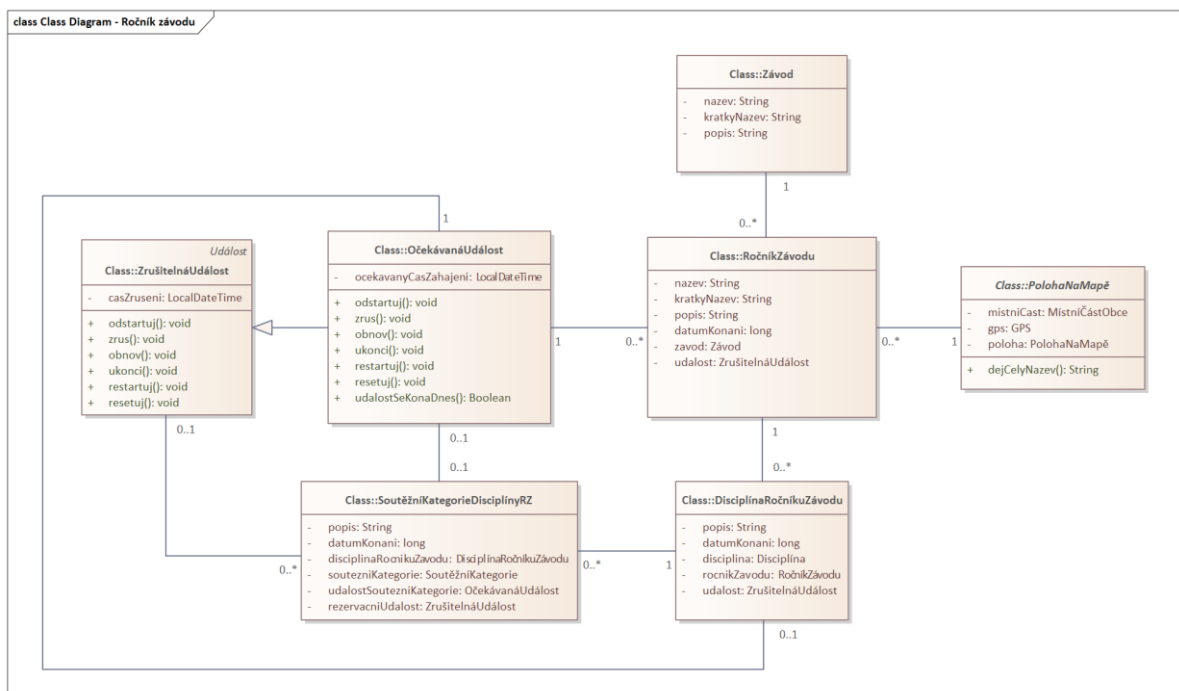 class Class Diagram - Ročník závodu
Class::Závod
- nazev: String
- kratkyNazev: String
- popis: String
1
0..*
1
Událost
Class::ZrušitelnáUdálost
- casZruseni: LocalDateTime
+ odstartuj(): void
+ zrus(): void
+ obnov(): void
+ ukonci(): void
+ restartuj(): void
+ resetuj(): void
0..1
Class::OčekávanáUdálost
- ocekavanyCasZahajeni: LocalDateTime
+ odstartuj(): void
+ zrus(): void
+ obnov(): void
+ ukonci(): void
+ restartuj(): void
+ resetuj(): void
+ udalostSeKonaDnes(): Boolean
1
0..*
0..1
0..1
Class::RočníkZávodu
- nazev: String
- kratkyNazev: String
- popis: String
- datumKonani: long
- zavod: Závod
- udalost: ZrušitelnáUdálost
0..*
1
1
0..*
Class::PolohaNaMapě
- mistniCast: MístníČástObce
- gps: GPS
- poloha: PolohaNaMapě
+ dejCelyNazev(): String
Class::SoutěžníKategorieDisciplínyRZ
- popis: String
- datumKonani: long
- disciplinaRocnikuZavodu: DisciplínaRočníkuZávodu
- soutezniKategorie: SoutěžníKategorie
- udalostSoutezniKategorie: OčekávanáUdálost
- rezervacniUdalost: ZrušitelnáUdálost
0..*
0..*
1
Class::DisciplínaRočníkuZávodu
- popis: String
- datumKonani: long
- disciplina: Disciplína
- rocnikZavodu: RočníkZávodu
- udalost: ZrušitelnáUdálost
0..1